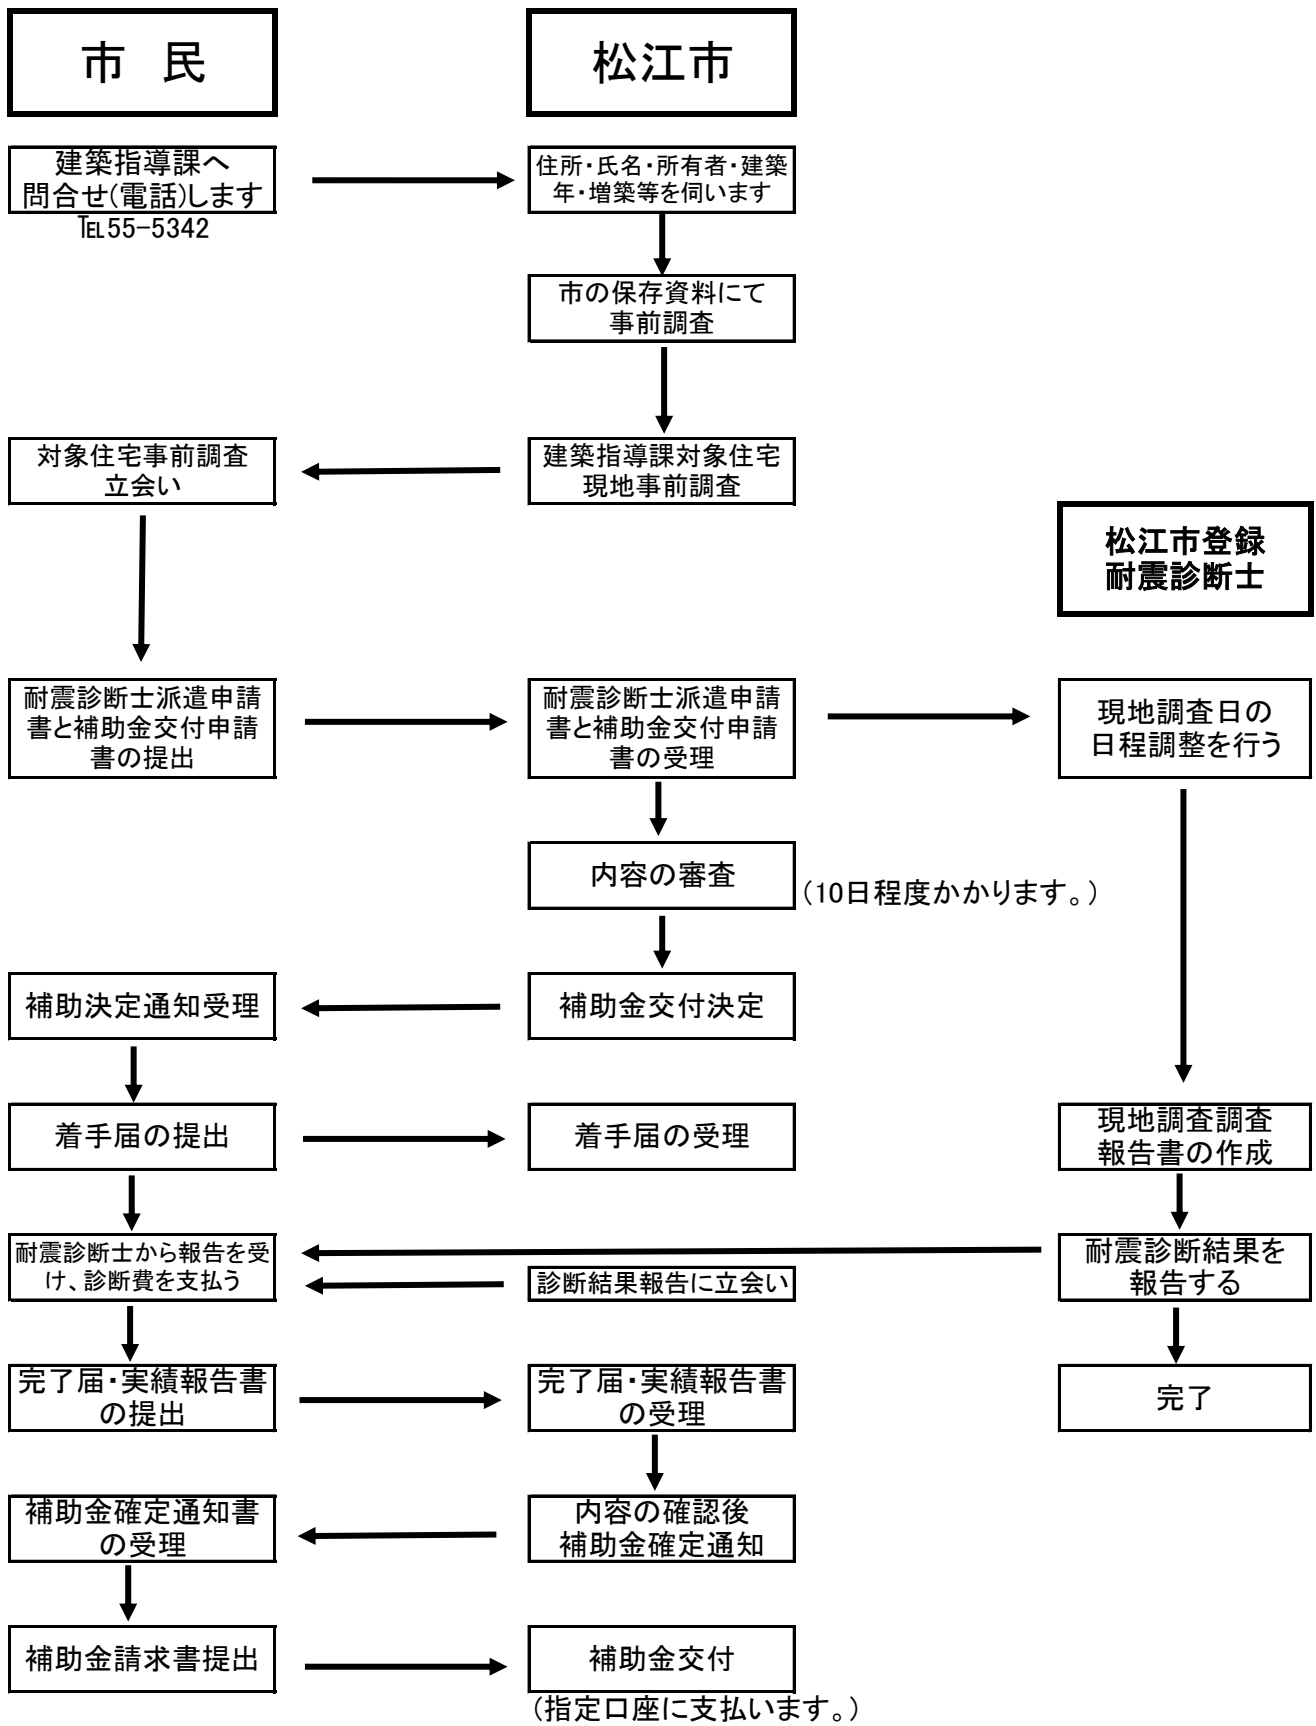 市　民
松江市
建築指導課へ
問合せ(電話)します
℡55-5342
住所・氏名・所有者・建築
年・増築等を伺います
市の保存資料にて
事前調査
対象住宅事前調査
立会い
建築指導課対象住宅
現地事前調査
松江市登録
耐震診断士
耐震診断士派遣申請
書と補助金交付申請
書の提出
耐震診断士派遣申請
書と補助金交付申請
書の受理
現地調査日の
日程調整を行う
内容の審査
（10日程度かかります。）
補助決定通知受理
補助金交付決定
着手届の提出
着手届の受理
現地調査調査
報告書の作成
耐震診断士から報告を受
け、診断費を支払う
診断結果報告に立会い
耐震診断結果を
報告する
完了届・実績報告書
の提出
完了届・実績報告書
の受理
完了
補助金確定通知書
の受理
内容の確認後
補助金確定通知
補助金請求書提出
補助金交付
（指定口座に支払います。）